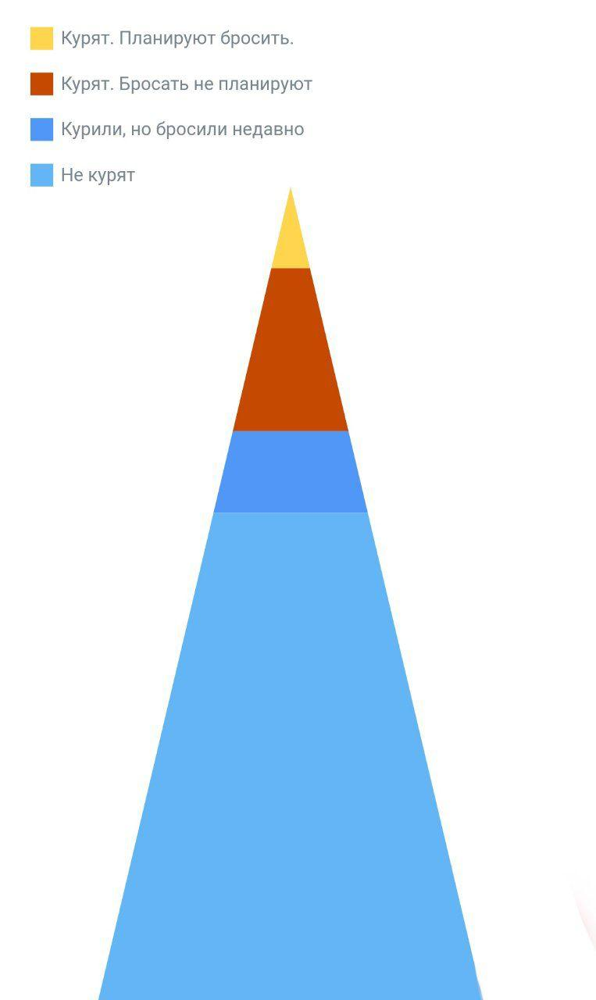 Курят. Планируют бросить.
Курят. Бросать не планируют
Курили, но бросили недавно
Не курят